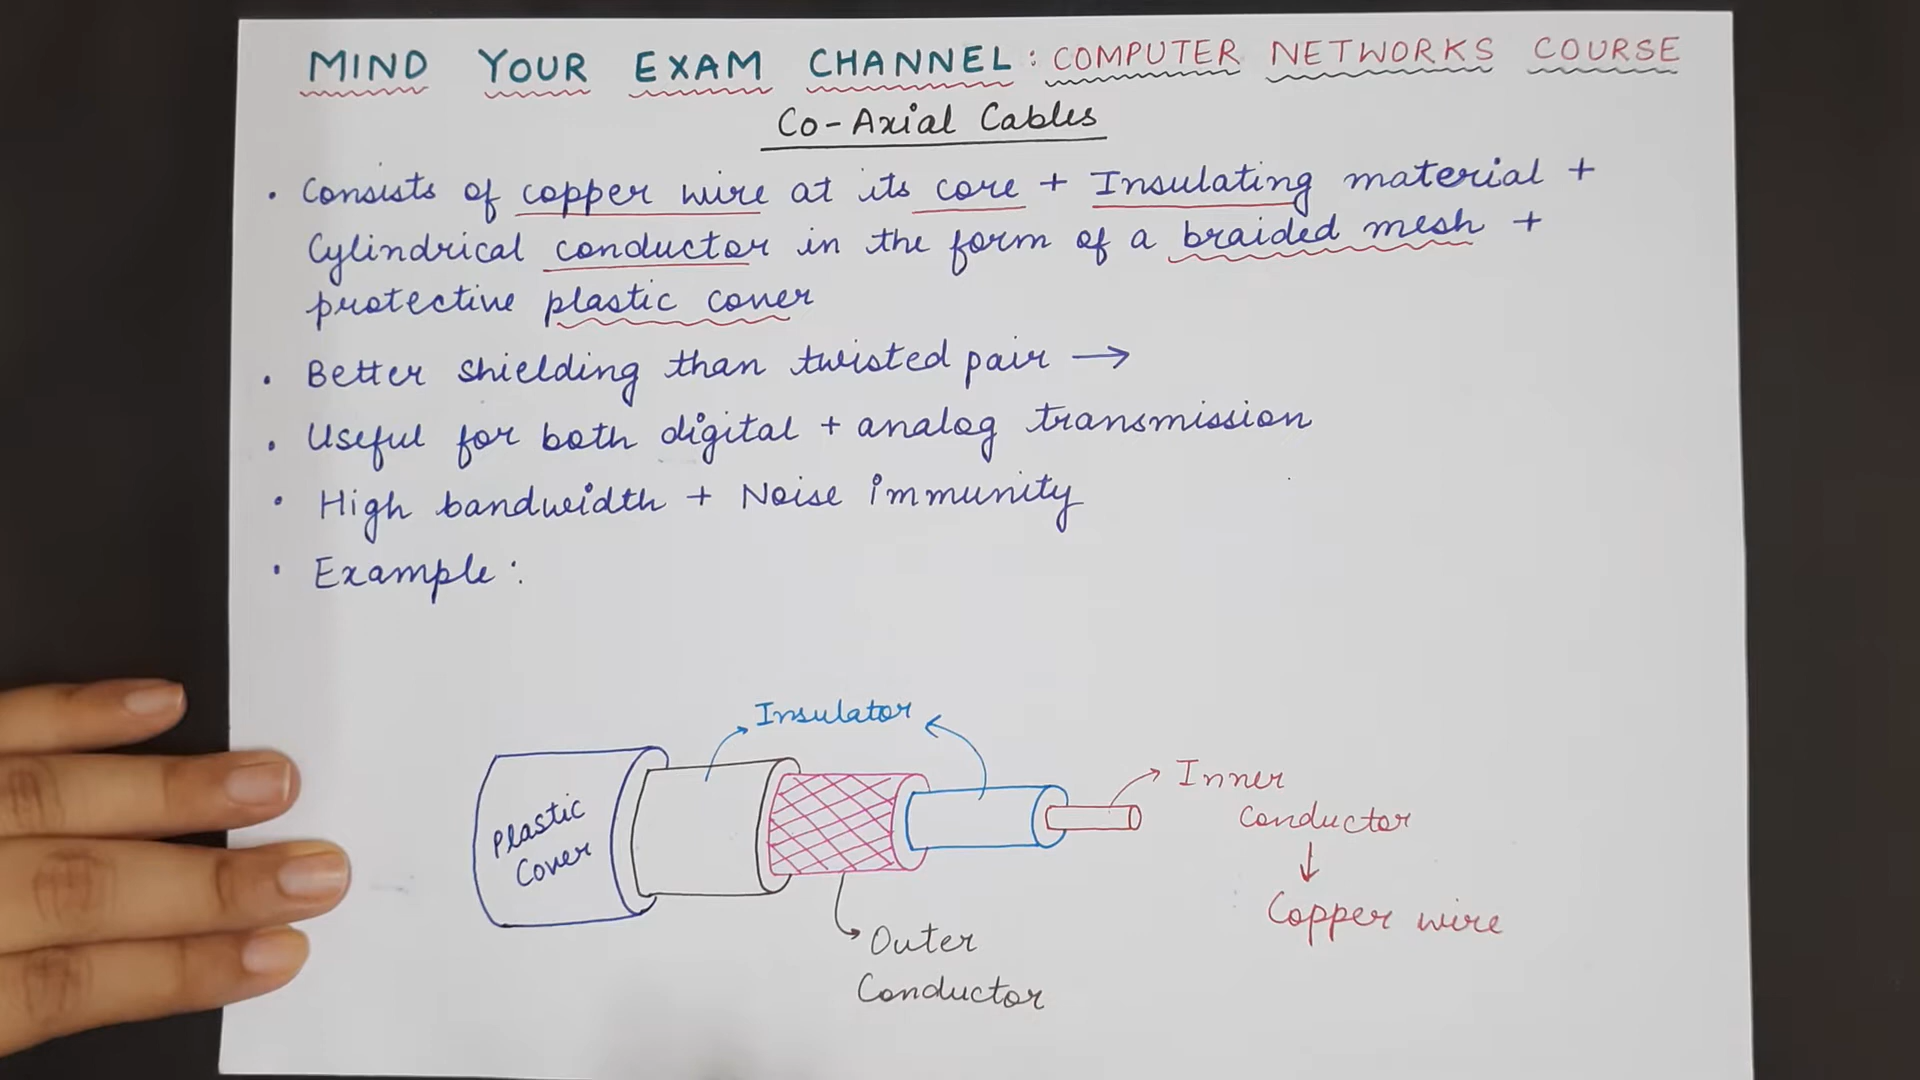 MIND YOUR EXAM CHANNEL : COMPUTER NETWORKS COURSE
Co-Axial Cables
• Consists of copper wire at its core + Insulating material +
Cylindrical conductor in the form of a braided mesh +
protective plastic cover
• Better shielding than twisted pair →
• Useful for both digital + analog transmission
• High bandwidth + Noise immunity
• Example :
Insulator
Plastic
Cover
Inner
Conductor
↓
Copper wire
Outer
Conductor